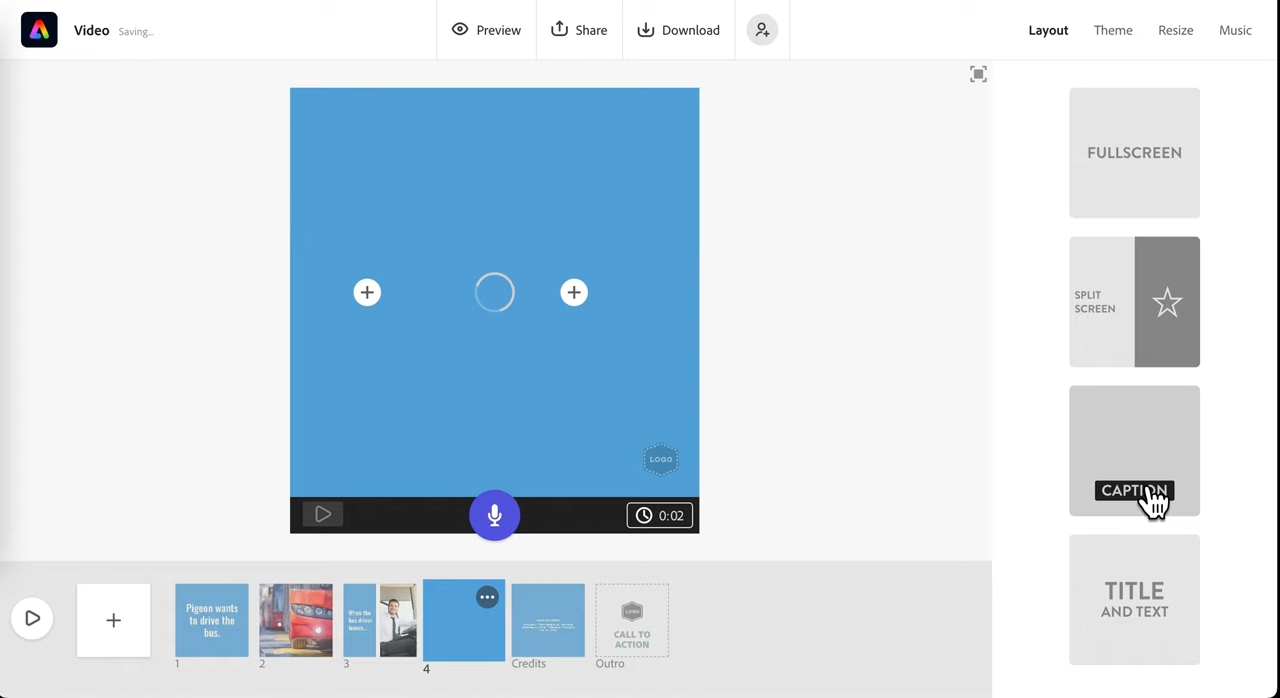 Video
Saving...
Preview
Share
Download
Layout
Theme
Resize
Music
FULLSCREEN
SPLIT
SCREEN
CAPTION
TITLE
AND TEXT
LOGO
0:02
Pigeon wants
to drive the
bus.
When the
bus driver
leaves...
LOGO
CALL TO
ACTION
1
2
3
4
Credits
Outro